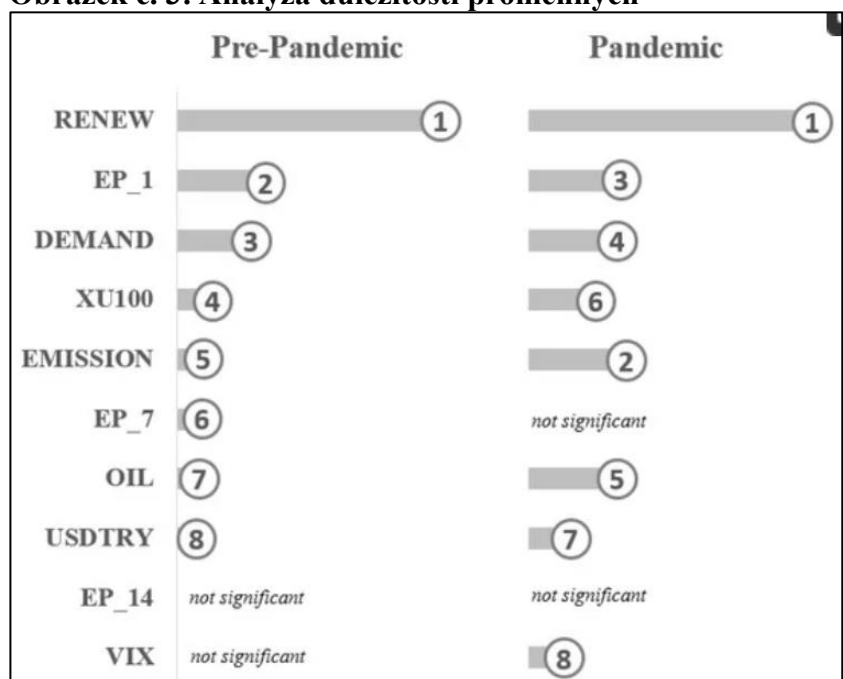 Obrázek č. 3: Analýza důležitosti proměnných
Pre-Pandemic Pandemic
RENEW 1 1
EP_1 2 3
DEMAND 3 4
XU100 4 6
EMISSION 5 2
EP_7 6 not significant
OIL 7 5
USDTRY 8 7
EP_14 not significant not significant
VIX not significant 8